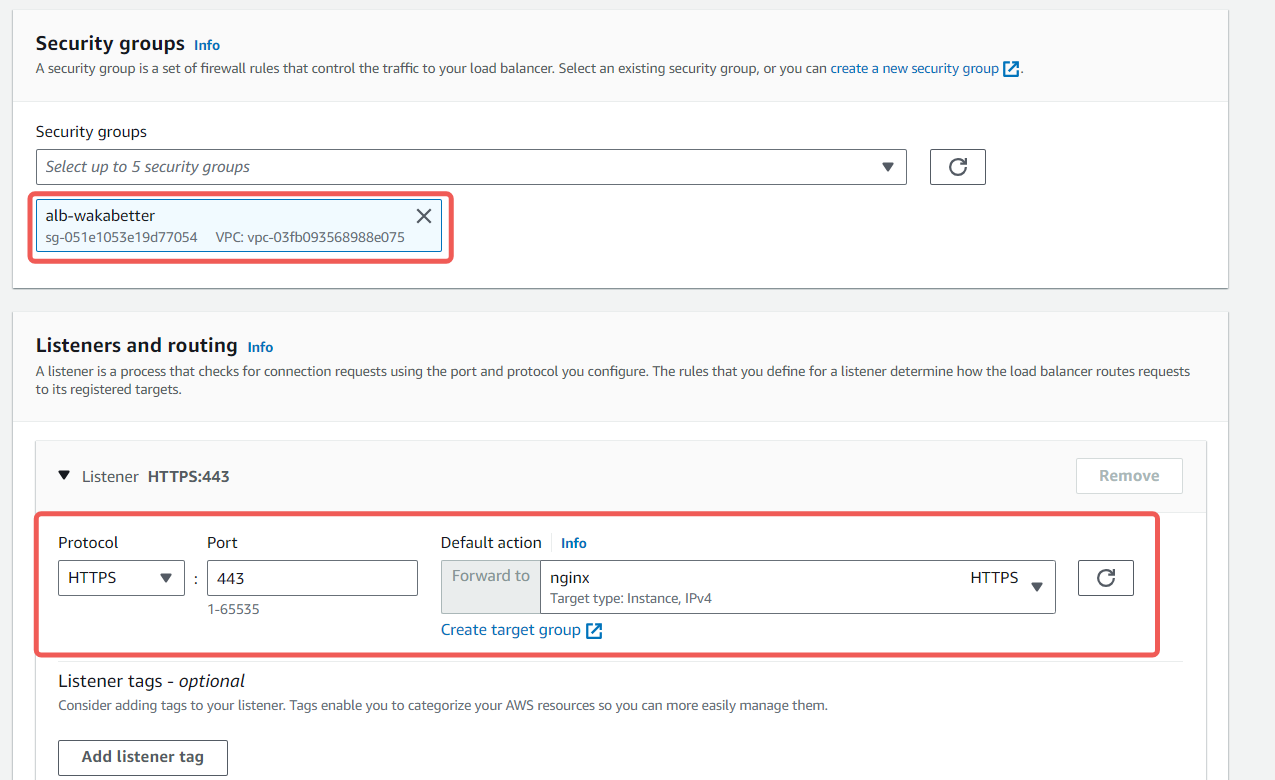 Security groups Info
A security group is a set of firewall rules that control the traffic to your load balancer. Select an existing security group, or you can create a new security group.
Security groups
Select up to 5 security groups
alb-wakabetter
sg-051e1053e19d77054 VPC: vpc-03fb093568988e075
Listeners and routing Info
A listener is a process that checks for connection requests using the port and protocol you configure. The rules that you define for a listener determine how the load balancer routes requests
to its registered targets.
Listener HTTPS:443
Remove
Protocol Port Default action Info
HTTPS : 443 Forward to nginx HTTPS
Target type: Instance, IPv4
1-65535
Create target group
Listener tags - optional
Consider adding tags to your listener. Tags enable you to categorize your AWS resources so you can more easily manage them.
Add listener tag